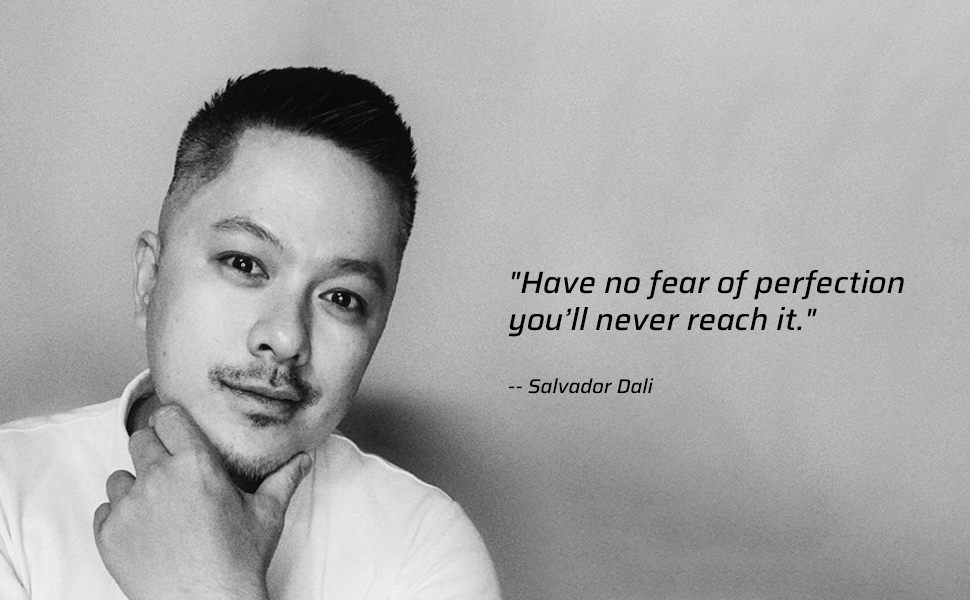 "Have no fear of perfection
you’ll never reach it."
-- Salvador Dali